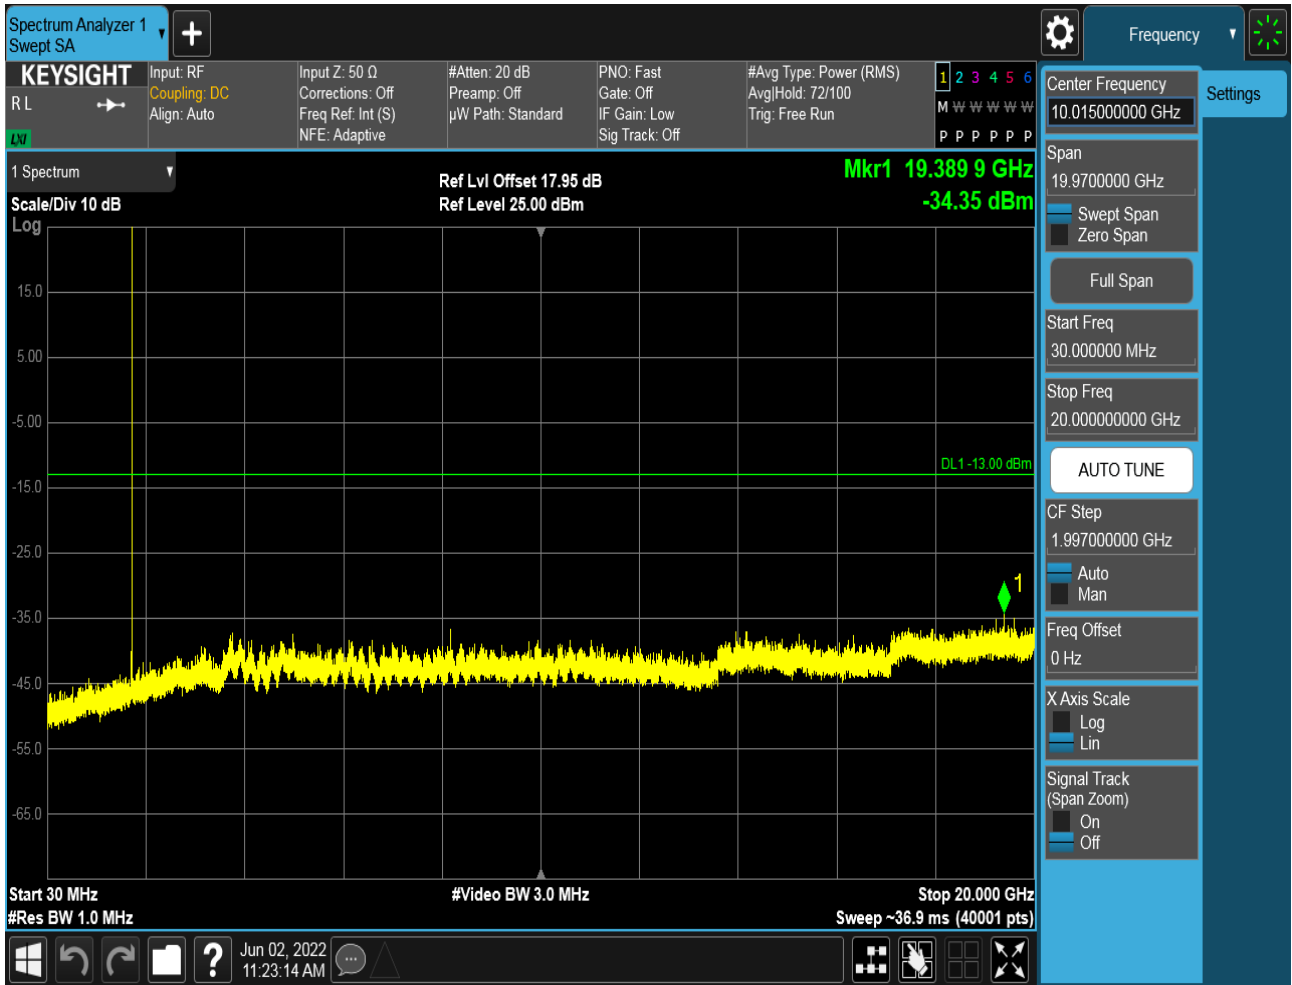 Spectrum Analyzer 1
Swept SA
Frequency
KEYSIGHT
R L
LXI
Input: RF
Coupling: DC
Align: Auto
Input Z: 50 Ω
Corrections: Off
Freq Ref: Int (S)
NFE: Adaptive
#Atten: 20 dB
Preamp: Off
µW Path: Standard
PNO: Fast
Gate: Off
IF Gain: Low
Sig Track: Off
#Avg Type: Power (RMS)
Avg|Hold: 72/100
Trig: Free Run
1 2 3 4 5 6
M W W W W W
P P P P P P
1 Spectrum
Scale/Div 10 dB
Log
Ref Lvl Offset 17.95 dB
Ref Level 25.00 dBm
Mkr1 19.389 9 GHz
-34.35 dBm
15.0
5.00
-5.00
-15.0
-25.0
-35.0
-45.0
-55.0
-65.0
DL1 -13.00 dBm
1
Start 30 MHz
#Res BW 1.0 MHz
#Video BW 3.0 MHz
Stop 20.000 GHz
Sweep ~36.9 ms (40001 pts)
Jun 02, 2022
11:23:14 AM
?
Center Frequency
10.015000000 GHz
Settings
Span
19.9700000 GHz
Swept Span
Zero Span
Full Span
Start Freq
30.000000 MHz
Stop Freq
20.000000000 GHz
AUTO TUNE
CF Step
1.997000000 GHz
Auto
Man
Freq Offset
0 Hz
X Axis Scale
Log
Lin
Signal Track
(Span Zoom)
On
Off